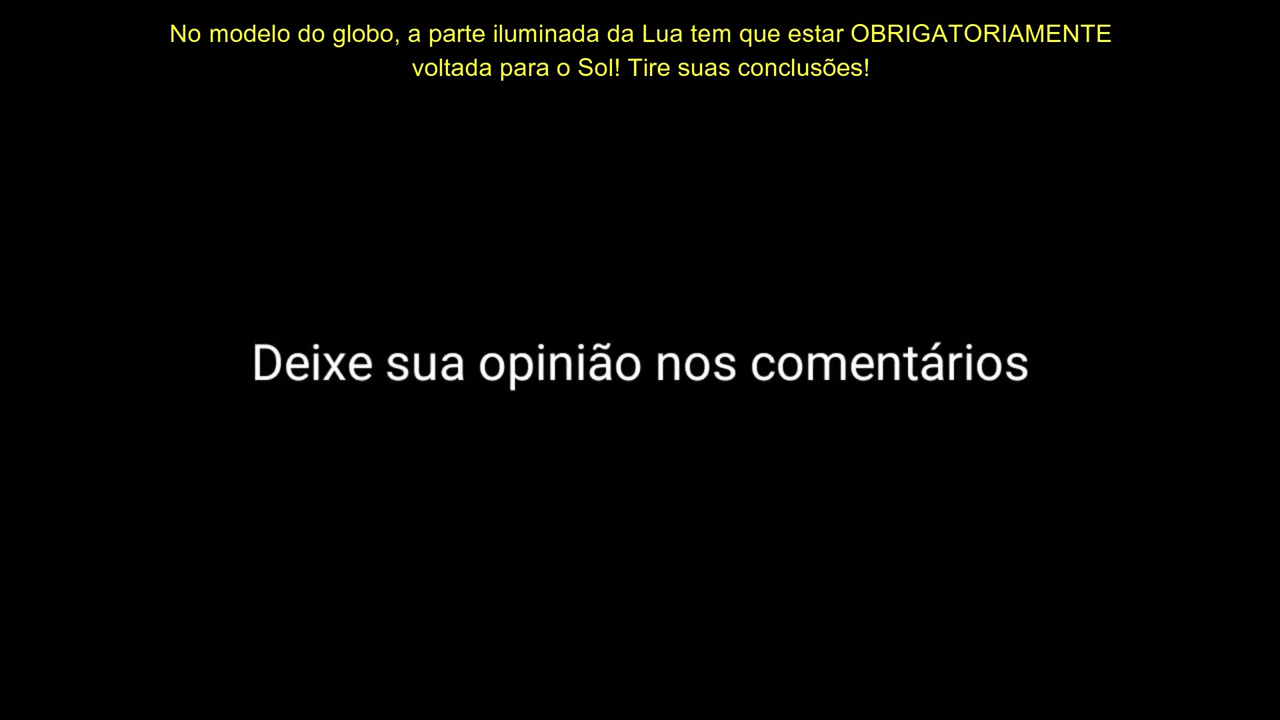 No modelo do globo, a parte iluminada da Lua tem que estar OBRIGATORIAMENTE
voltada para o Sol! Tire suas conclusões!
Deixe sua opinião nos comentários